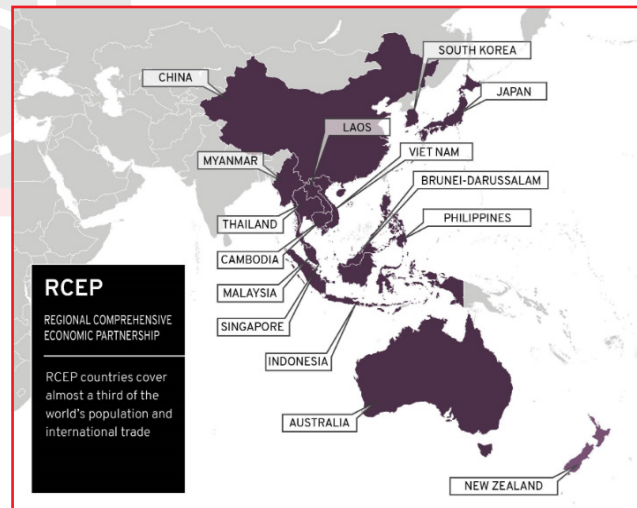 SOUTH KOREA
CHINA
JAPAN
LAOS
VIET NAM
MYANMAR
BRUNEI-DARUSSALAM
PHILIPPINES
THAILAND
CAMBODIA
MALAYSIA
SINGAPORE
INDONESIA
AUSTRALIA
NEW ZEALAND
RCEP
REGIONAL COMPREHENSIVE
ECONOMIC PARTNERSHIP
RCEP countries cover
almost a third of the
world's population and
international trade